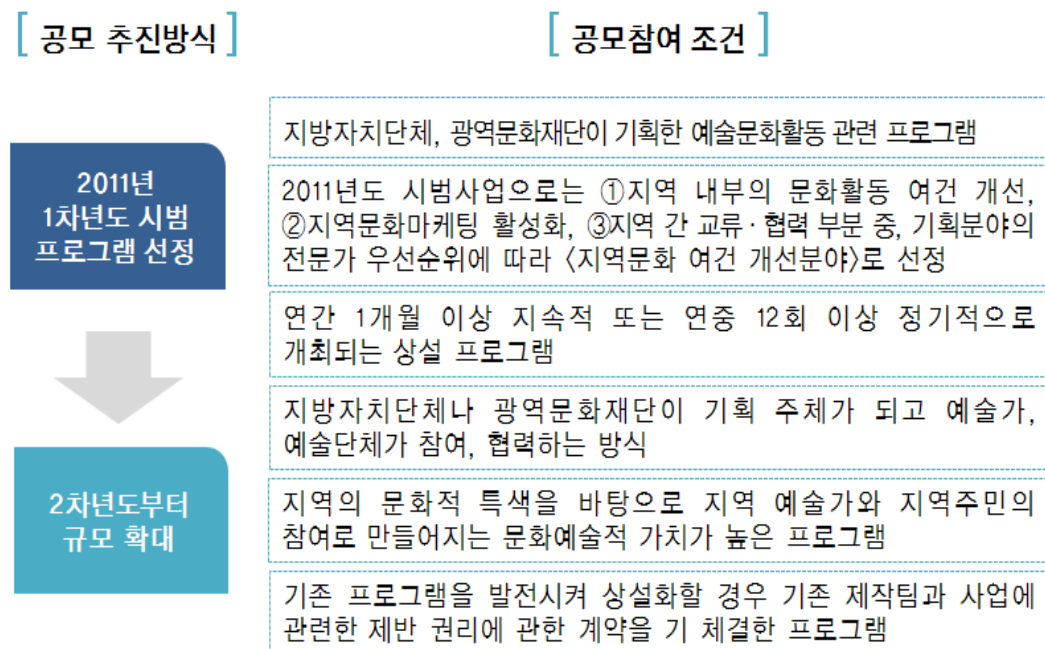 [ 공모 추진방식 ]
[ 공모참여 조건 ]
2011년
1차년도 시범
프로그램 선정
2차년도부터
규모 확대
지방자치단체, 광역문화재단이 기획한 예술문화활동 관련 프로그램
2011년도 시범사업으로는 ①지역 내부의 문화활동 여건 개선,
②지역문화마케팅 활성화, ③지역 간 교류·협력 부분 중, 기획분야의
전문가 우선순위에 따라 <지역문화 여건 개선분야>로 선정
연간 1개월 이상 지속적 또는 연중 12회 이상 정기적으로
개최되는 상설 프로그램
지방자치단체나 광역문화재단이 기획 주체가 되고 예술가,
예술단체가 참여, 협력하는 방식
지역의 문화적 특색을 바탕으로 지역 예술가와 지역주민의
참여로 만들어지는 문화예술적 가치가 높은 프로그램
기존 프로그램을 발전시켜 상설화할 경우 기존 제작팀과 사업에
관련한 제반 권리에 관한 계약을 기 체결한 프로그램